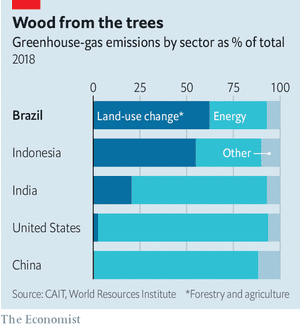 Wood from the trees
Greenhouse-gas emissions by sector as % of total
2018
0 25 50 75 100
Brazil Land-use change* Energy
Indonesia Other
India
United States
China
Source: CAIT, World Resources Institute *Forestry and agriculture
The Economist